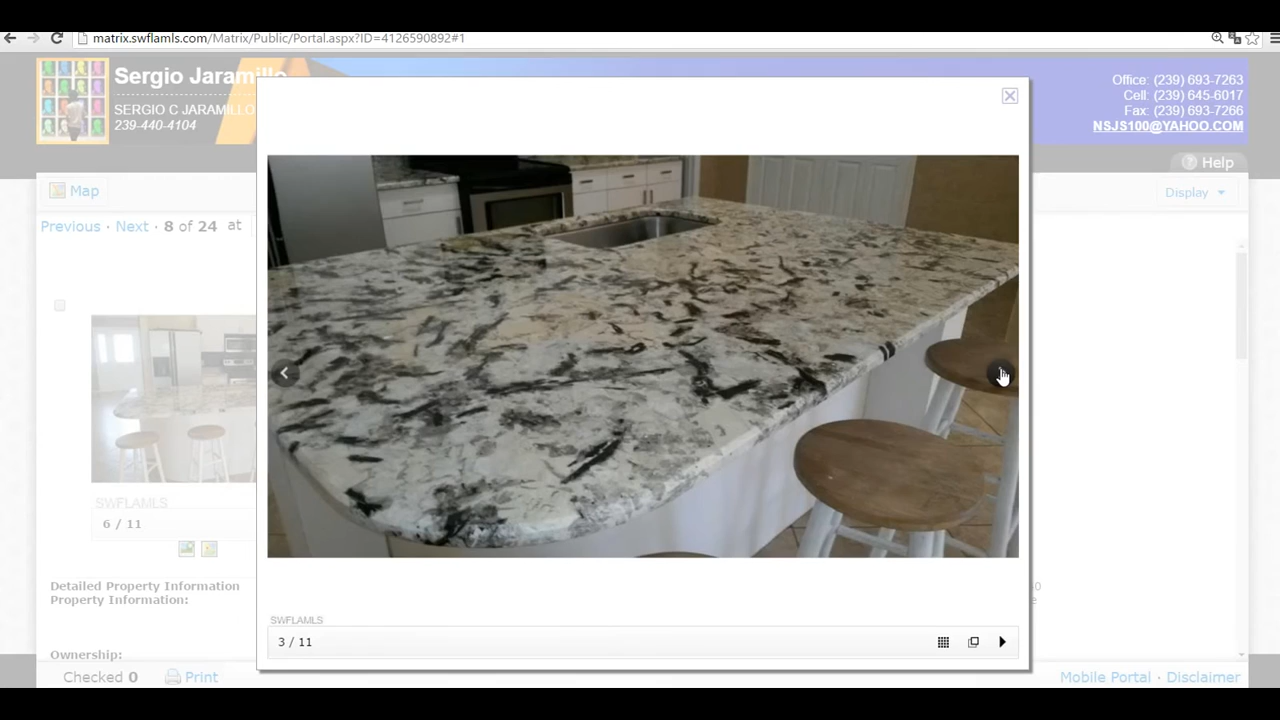 matrix.swflamls.com/Matrix/Public/Portal.aspx?ID=4126590892#1
Sergio Jaramillo
SERGIO C JARAMILLO
239-440-4104
Office: (239) 693-7263
Cell: (239) 645-6017
Fax: (239) 693-7266
NSJS100@YAHOO.COM
Help
Map
Display
Previous · Next · 8 of 24 at
SWFLAMLS
6 / 11
Detailed Property Information
Property Information:
Ownership:
SWFLAMLS
3 / 11
Checked 0
Print
Mobile Portal · Disclaimer